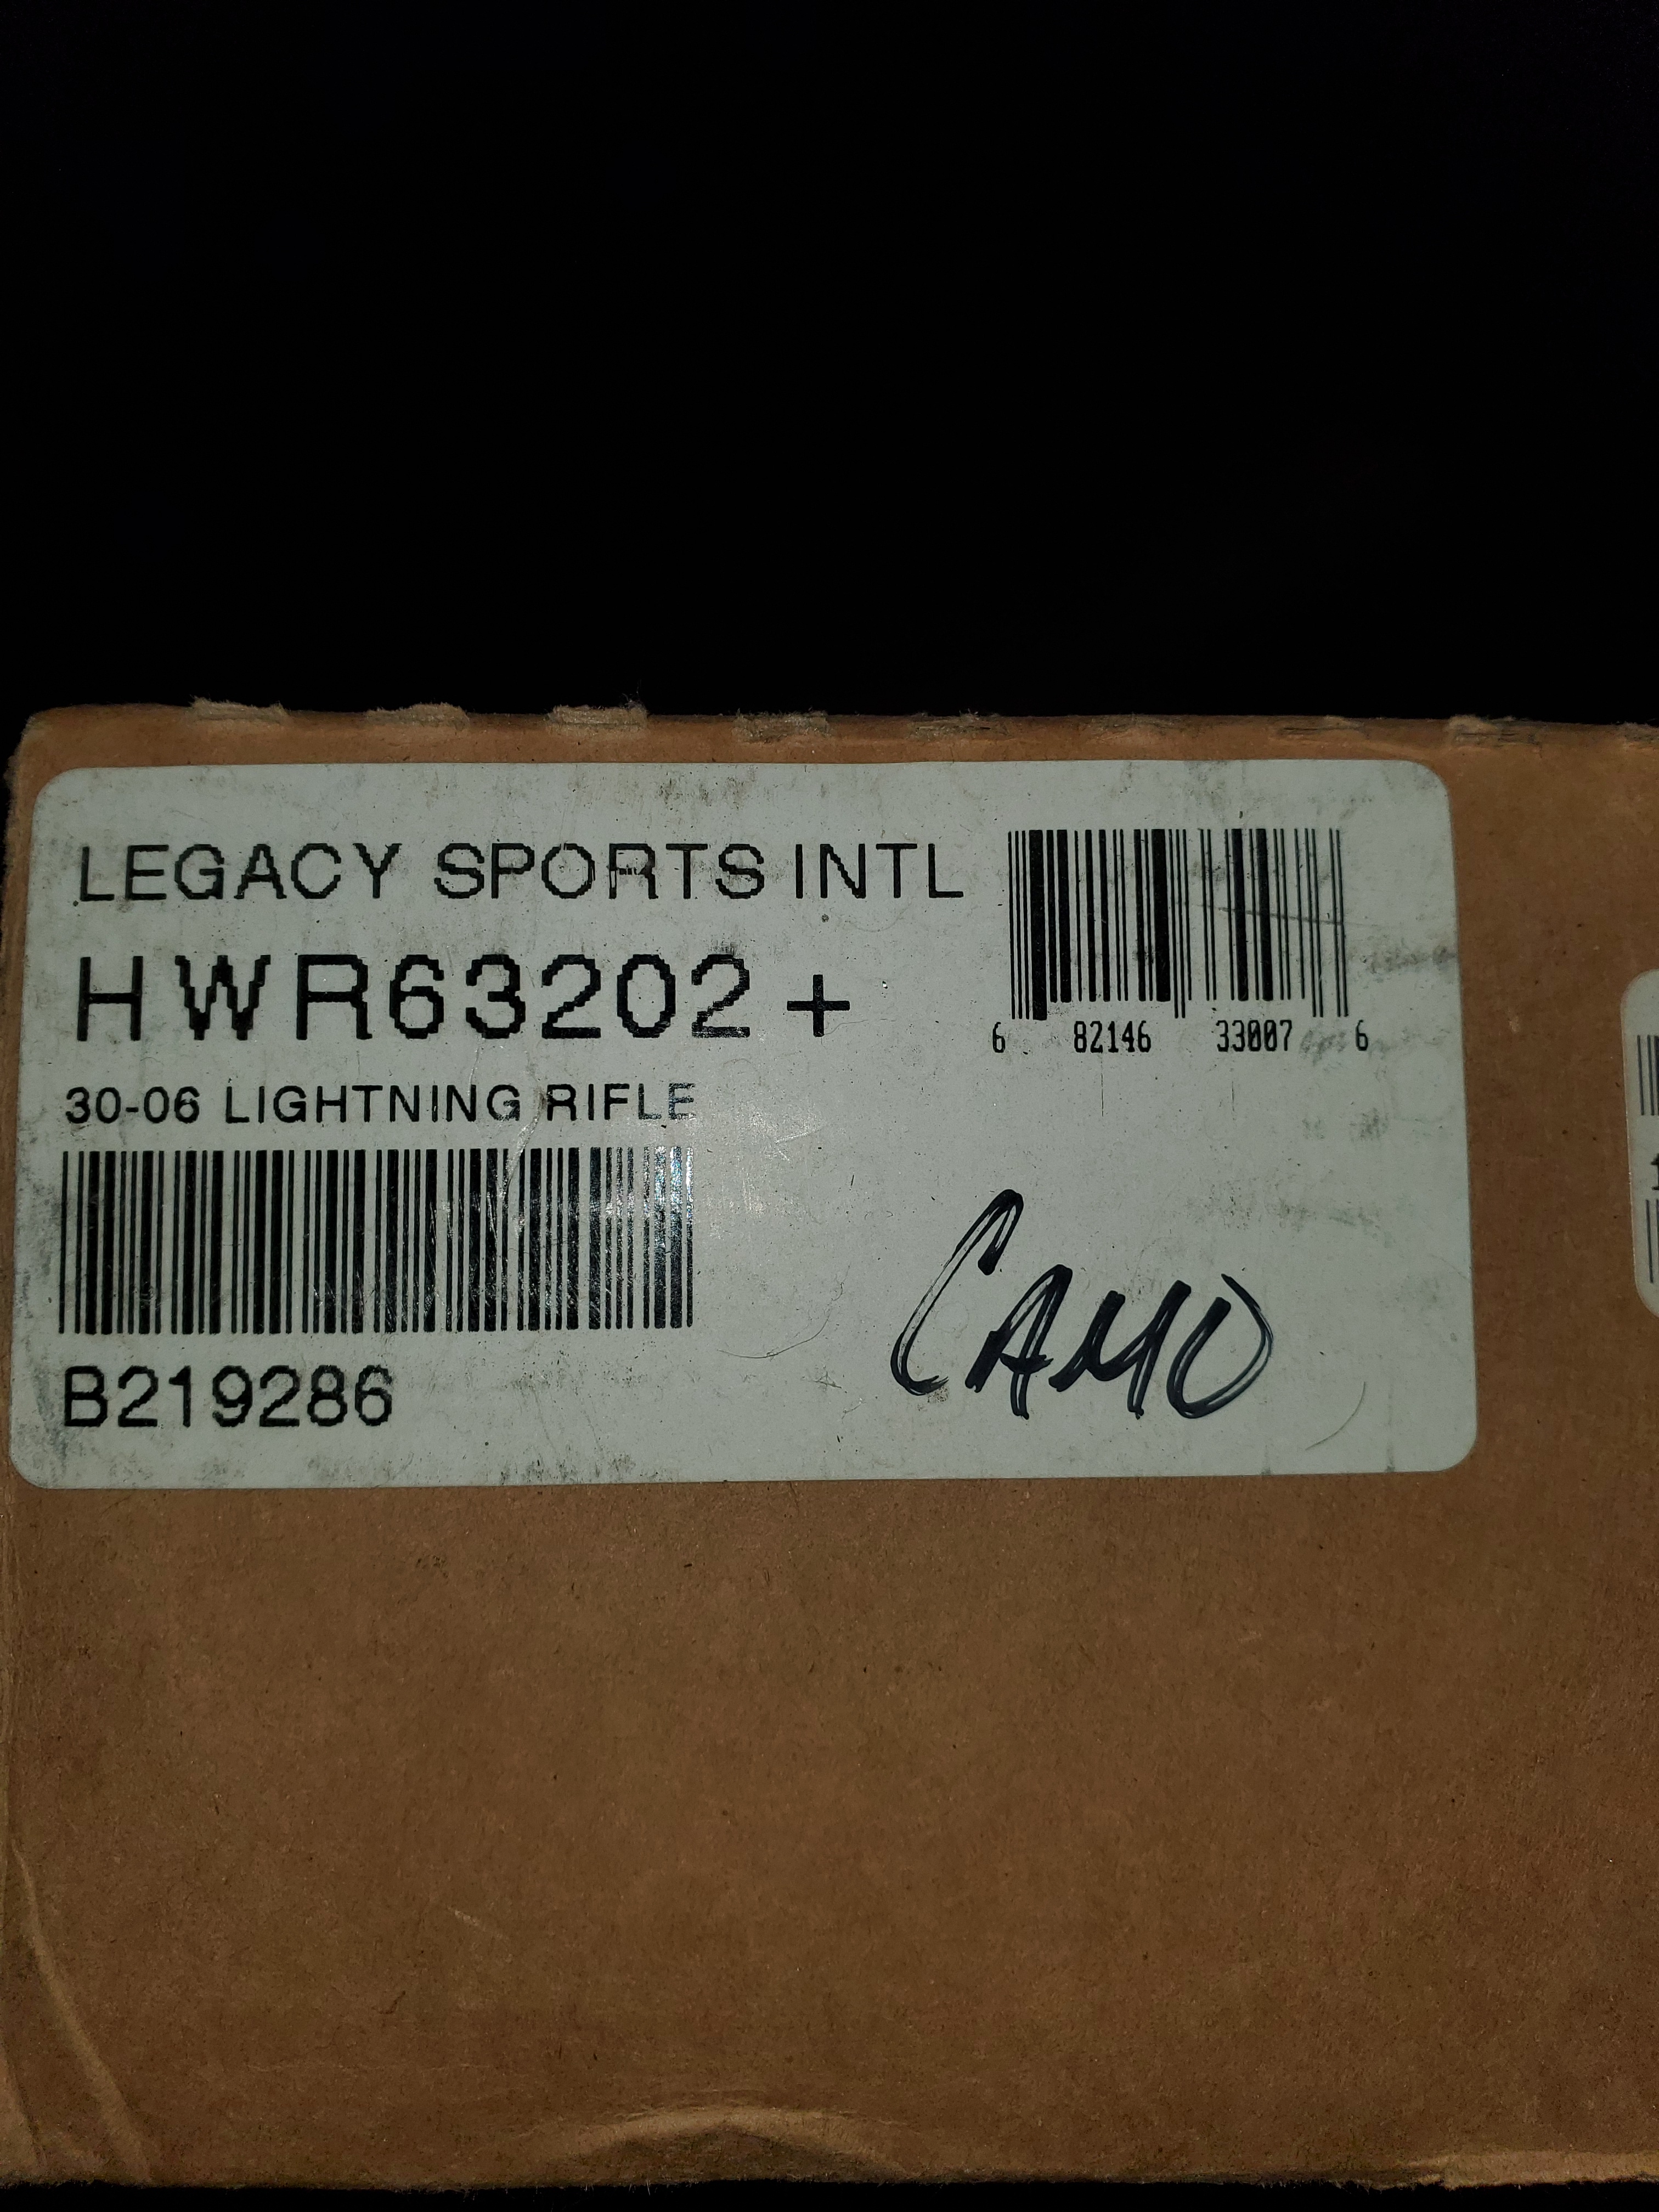 LEGACY SPORTS INTL
HWR63202+
6 82146 33007 6
30-06 LIGHTNING RIFLE
CAMO
B219286